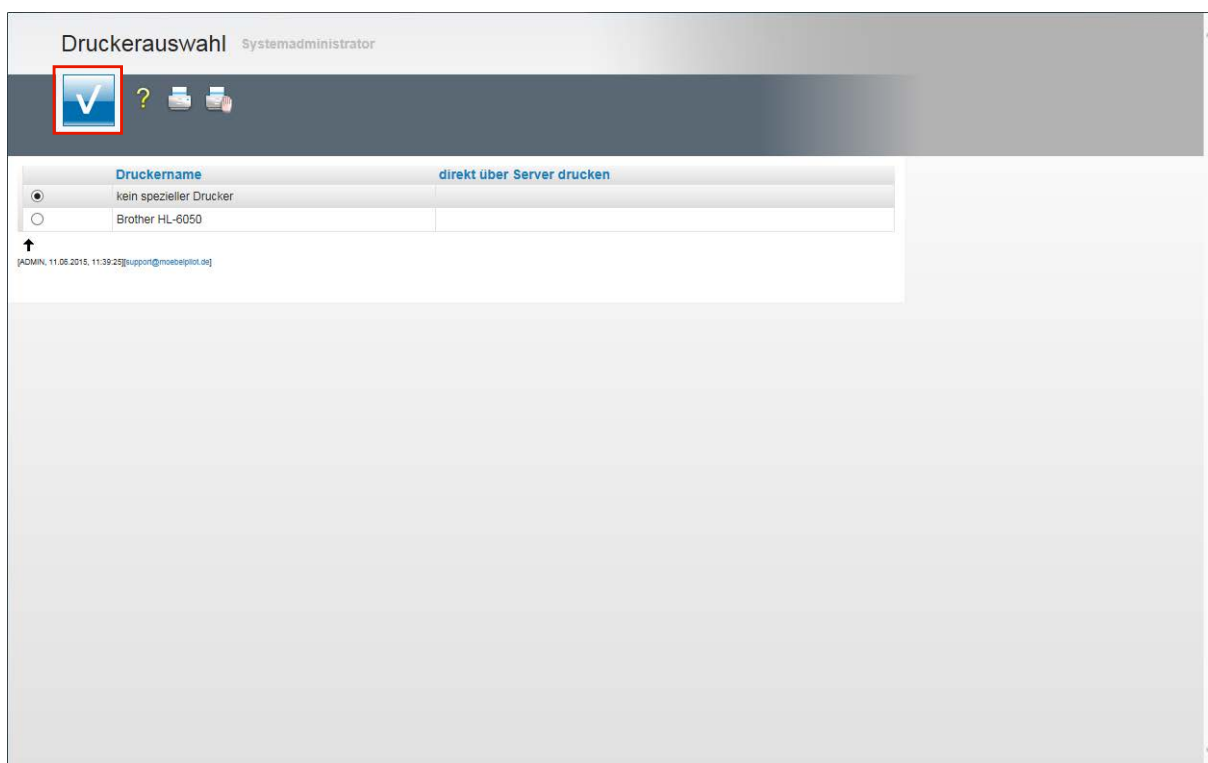 Druckerauswahl Systemadministrator
?
Druckername direkt über Server drucken
kein spezieller Drucker
Brother HL-6050
[ADMIN, 11.06.2015, 11:39:25][support@moebelpilot.de]